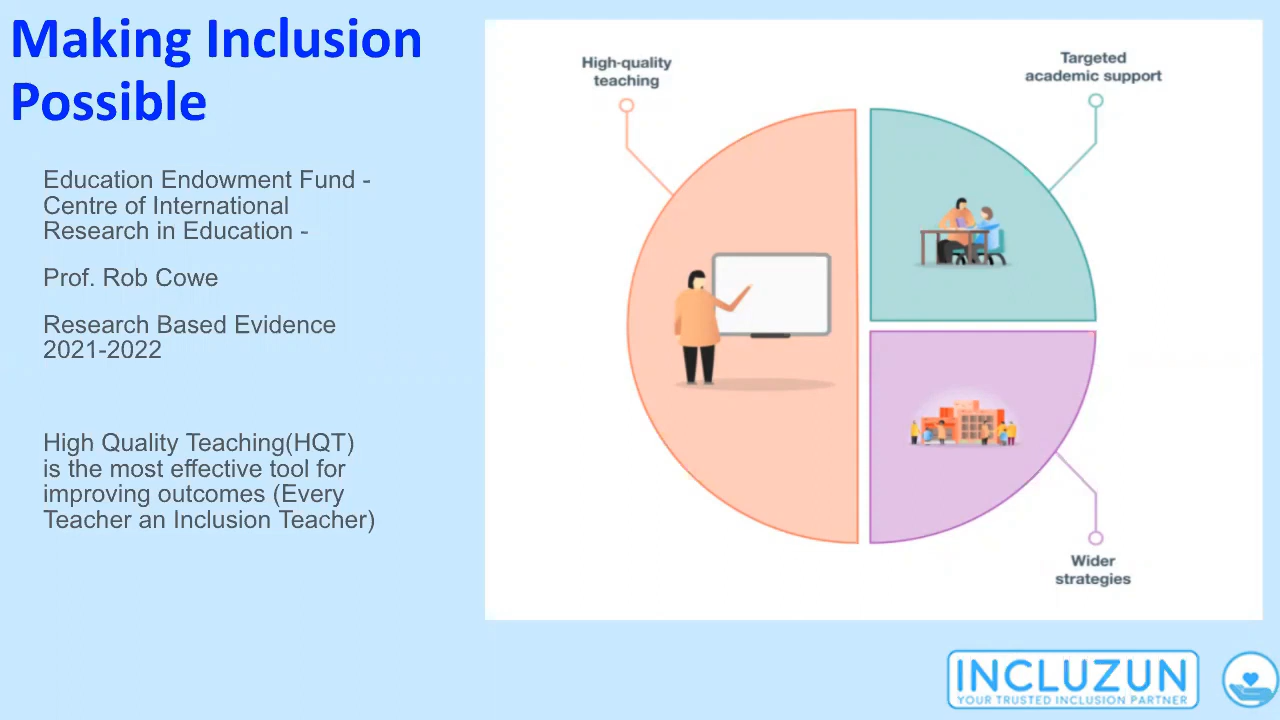 Making Inclusion
Possible
Education Endowment Fund -
Centre of International
Research in Education -
Prof. Rob Cowe
Research Based Evidence
2021-2022
High Quality Teaching(HQT)
is the most effective tool for
improving outcomes (Every
Teacher an Inclusion Teacher)
High-quality
teaching
Targeted
academic support
Wider
strategies
INCLUZUN
YOUR TRUSTED INCLUSION PARTNER